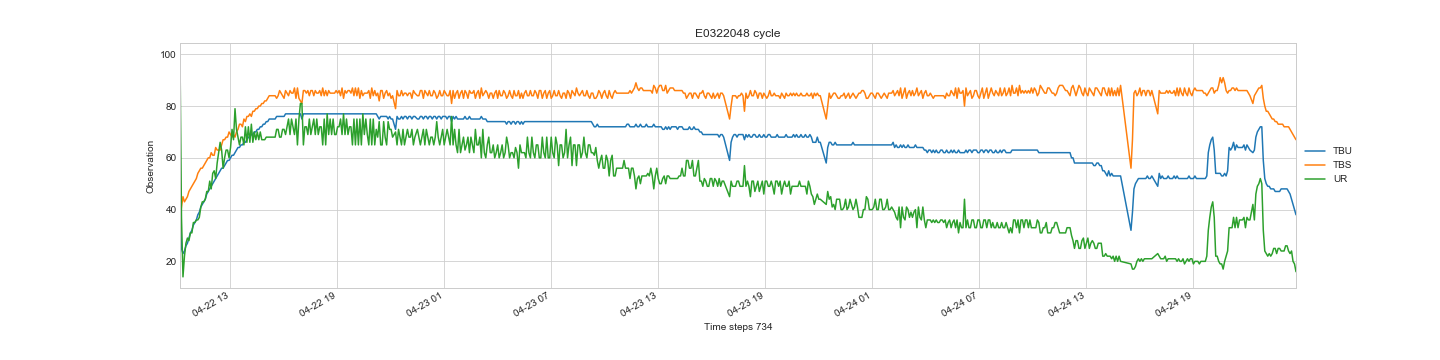 E0322048 cycle
Observation
100
80
60
40
20
04-22 13
04-22 19
04-23 01
04-23 07
04-23 13
04-23 19
04-24 01
04-24 07
04-24 13
04-24 19
Time steps 734
TBU
TBS
UR